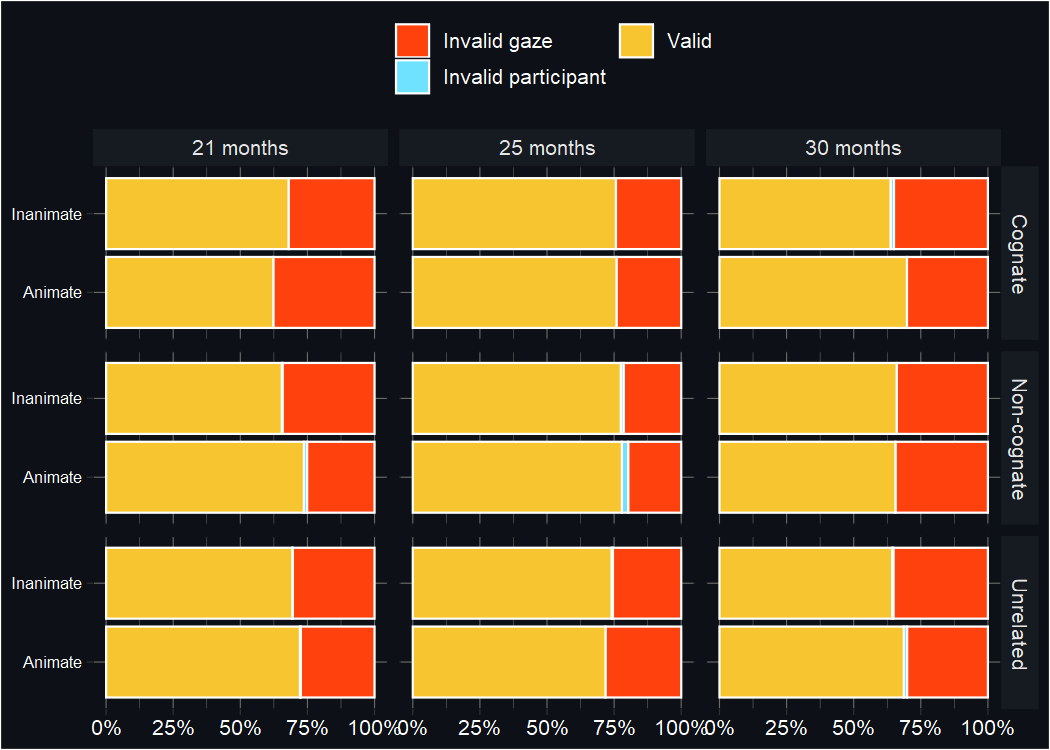 Invalid gaze
Valid
Invalid participant
21 months
25 months
30 months
Inanimate
Animate
Cognate
Inanimate
Animate
Non-cognate
Inanimate
Animate
Unrelated
0% 25% 50% 75% 100% 0% 25% 50% 75% 100% 0% 25% 50% 75% 100%